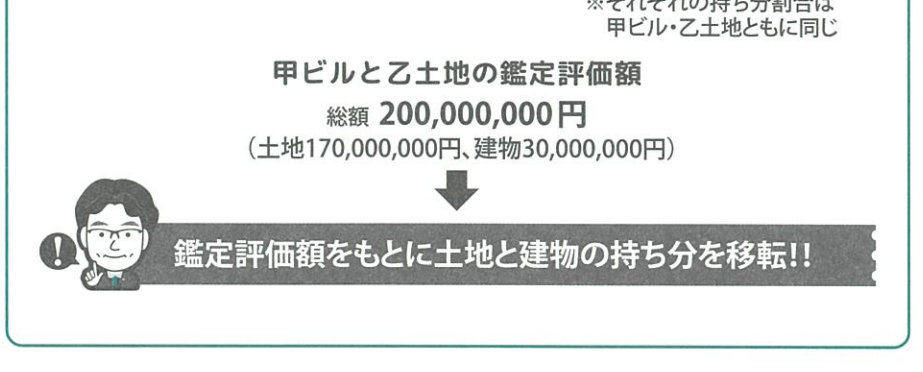 ※それぞれの持ち分割合は
甲ビル・乙土地ともに同じ
甲ビルと乙土地の鑑定評価額
総額 200,000,000円
（土地170,000,000円、建物30,000,000円）
!
鑑定評価額をもとに土地と建物の持ち分を移転!!